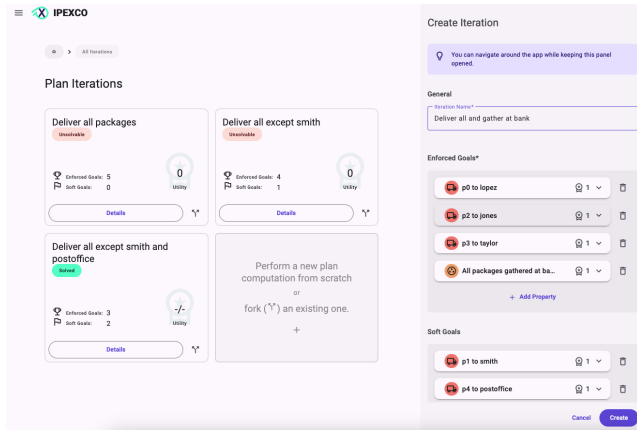 IPEXCO
All Iterations
Plan Iterations
Deliver all packages
Unsolvable
Enforced Goals: 5
Soft Goals: 0
0
Utility
Details
Deliver all except smith
Unsolvable
Enforced Goals: 4
Soft Goals: 1
0
Utility
Details
Deliver all except smith and
postoffice
Solved
Enforced Goals: 3
Soft Goals: 2
-/-
Utility
Details
Perform a new plan
computation from scratch
or
fork ( ) an existing one.
+
Create Iteration
You can navigate around the app while keeping this panel
opened.
General
Iteration Name*
Deliver all and gather at bank
Enforced Goals*
p0 to lopez 1
p2 to jones 1
p3 to taylor 1
All packages gathered at ba... 1
+ Add Property
Soft Goals
p1 to smith 1
p4 to postoffice 1
Cancel Create